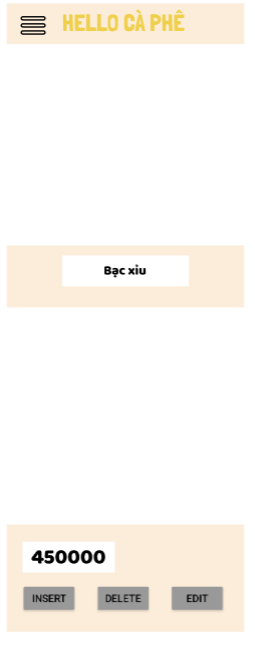 HELLO CÀ PHÊ
Bạc xỉu
450000
INSERT DELETE EDIT